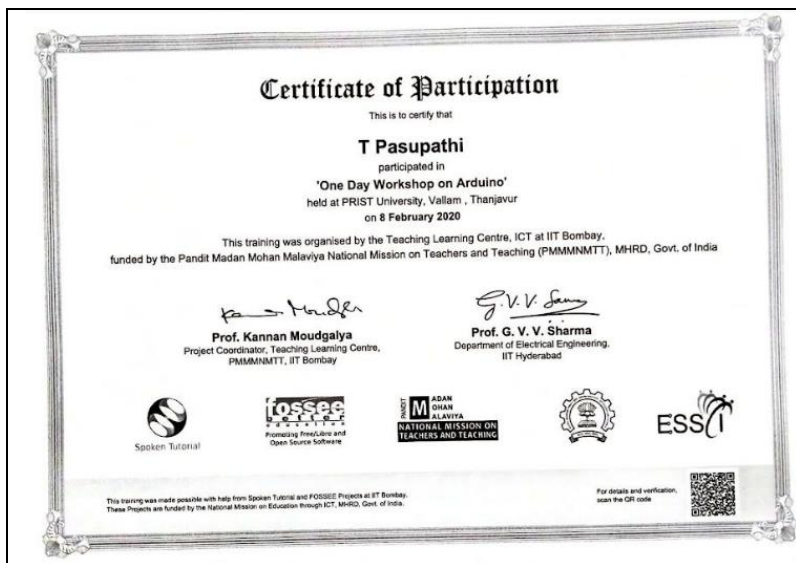 Certificate of Participation
This is to certify that
T Pasupathi
participated in
'One Day Workshop on Arduino'
held at PRIST University, Vallam , Thanjavur
on 8 February 2020
This training was organised by the Teaching Learning Centre, ICT at IIT Bombay,
funded by the Pandit Madan Mohan Malaviya National Mission on Teachers and Teaching (PMMMNMTT), MHRD, Govt. of India
G. V. V. Sharma
Prof. Kannan Moudgalya
Project Coordinator, Teaching Learning Centre,
PMMMNMTT, IIT Bombay
Prof. G. V. V. Sharma
Department of Electrical Engineering,
IIT Hyderabad
Spoken Tutorial
fossee
education
Promoting Free/Libre and
Open Source Software
PANDIT
MADAN
MOHAN
MALAVIYA
NATIONAL MISSION ON
TEACHERS AND TEACHING
ESSCI
This training was made possible with help from Spoken Tutorial and FOSSEE Projects at IIT Bombay.
These Projects are funded by the National Mission on Education through ICT, MHRD, Govt. of India.
For details and verification,
scan the QR code